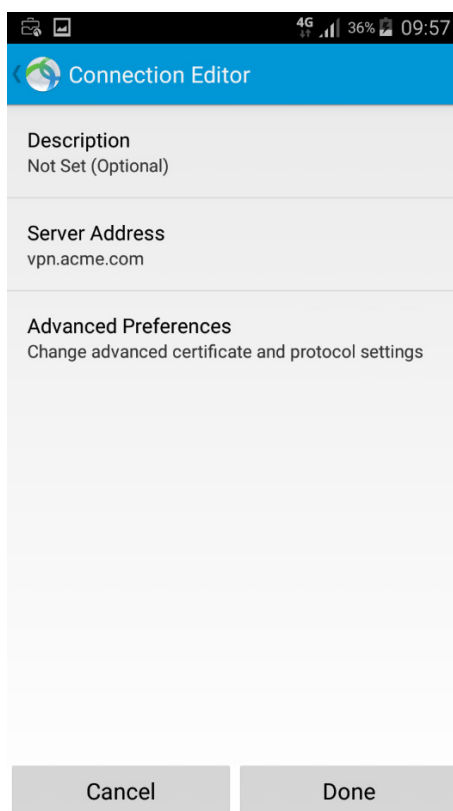 4G 36% 09:57
Connection Editor
Description
Not Set (Optional)
Server Address
vpn.acme.com
Advanced Preferences
Change advanced certificate and protocol settings
Cancel Done